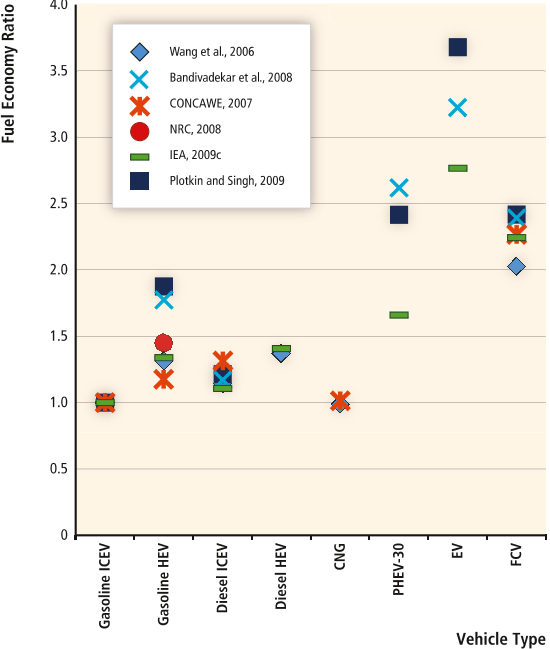 Fuel Economy Ratio
4.0
3.5
3.0
2.5
2.0
1.5
1.0
0.5
0
Wang et al., 2006
Bandivadekar et al., 2008
CONCAWE, 2007
NRC, 2008
IEA, 2009c
Plotkin and Singh, 2009
Gasoline ICEV
Gasoline HEV
Diesel ICEV
Diesel HEV
CNG
PHEV-30
EV
FCV
Vehicle Type